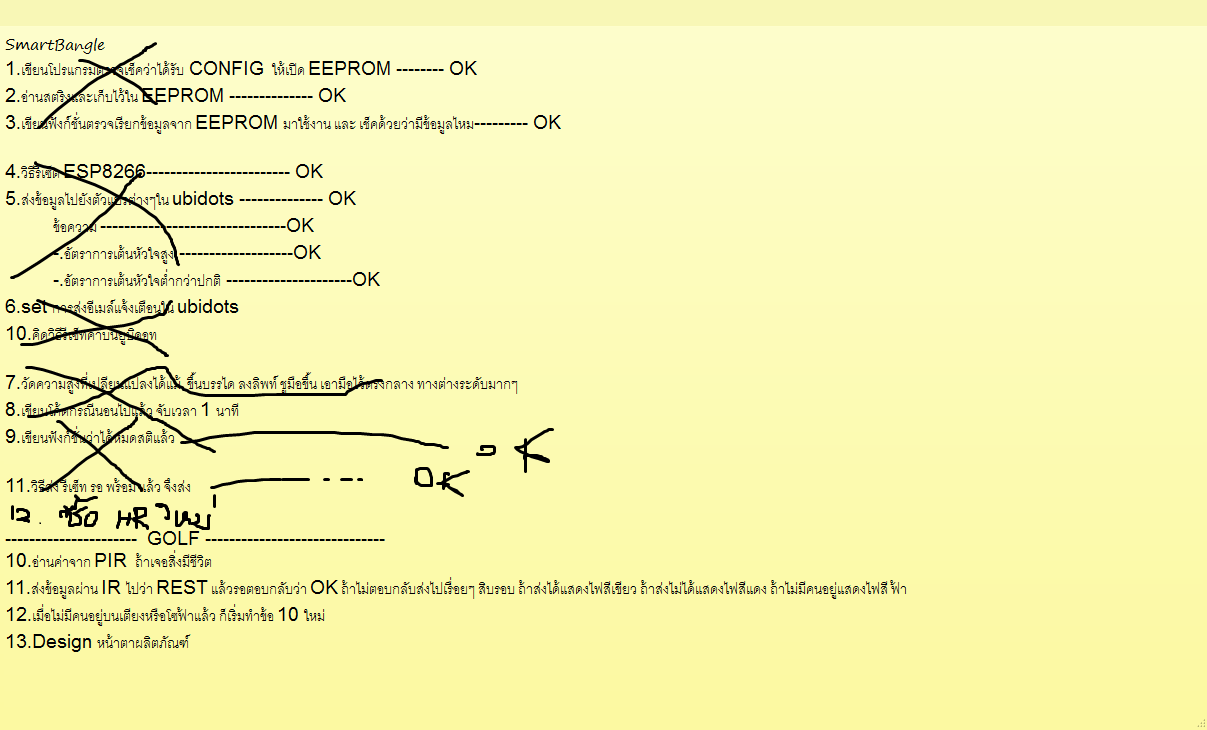 SmartBangle
1.เขียนโปรแกรมตรวจเช็คว่าได้รับ CONFIG ให้เปิด EEPROM -------- OK
2.อ่านสตริงและเก็บไว้ใน EEPROM -------------- OK
3.เขียนฟังก์ชั่นตรวจเรียกข้อมูลจาก EEPROM มาใช้งาน และ เช็คด้วยว่ามีข้อมูลไหม--------- OK
4.วิธีรีเซ็ต ESP8266------------------------ OK
5.ส่งข้อมูลไปยังตัวแปรต่างๆใน ubidots -------------- OK
ข้อความ -------------------------------OK
-.อัตราการเต้นหัวใจสูง -------------------OK
-.อัตราการเต้นหัวใจต่ำกว่าปกติ ---------------------OK
6.set การส่งอีเมล์แจ้งเตือนใน ubidots
10.คิดวิธีรีเซ็ทค่าบนยูบิดอท
7.วัดความสูงที่เปลี่ยนแปลงได้แม้ ขึ้นบรรได ลงลิฟท์ ชูมือขึ้น เอามือไว้ตรงกลาง ทางต่างระดับมากๆ
8.เขียนโค้ดกรณีนอนไปแล้ว จับเวลา 1 นาที
9.เขียนฟังก์ชั่นว่าได้หมดสติแล้ว OK
11.วิธีส่ง รีเซ็ท รอ พร้อม แล้ว จึงส่ง OK
12. ซื้อ HR ใหม่
---------------------- GOLF ------------------------------
10.อ่านค่าจาก PIR ถ้าเจอสิ่งมีชีวิต
11.ส่งข้อมูลผ่าน IR ไปว่า REST แล้วรอตอบกลับว่า OK ถ้าไม่ตอบกลับส่งไปเรื่อยๆ สิบรอบ ถ้าส่งได้แสดงไฟสีเขียว ถ้าส่งไม่ได้แสดงไฟสีแดง ถ้าไม่มีคนอยู่แสดงไฟสีฟ้า
12.เมื่อไม่มีคนอยู่บนเตียงหรือโซฟ้าแล้ว ก็เริ่มทำข้อ 10 ใหม่
13.Design หน้าตาผลิตภัณฑ์